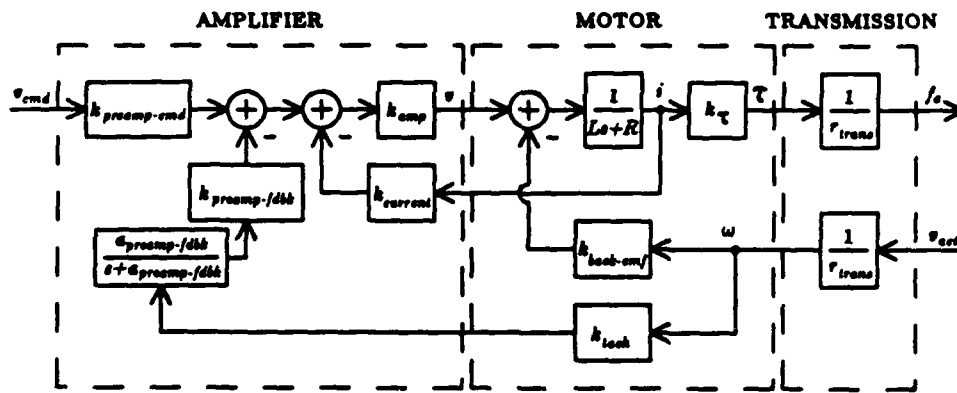 AMPLIFIER MOTOR TRANSMISSION
v_cmd k_preamp-cmd + - + - k_amp v + - 1/(Ls+R) i k_τ τ 1/r_trans f_a
k_preamp-fdbk k_current
a_preamp-fdbk/(s+a_preamp-fdbk) k_back-emf ω 1/r_trans v_act
k_tach